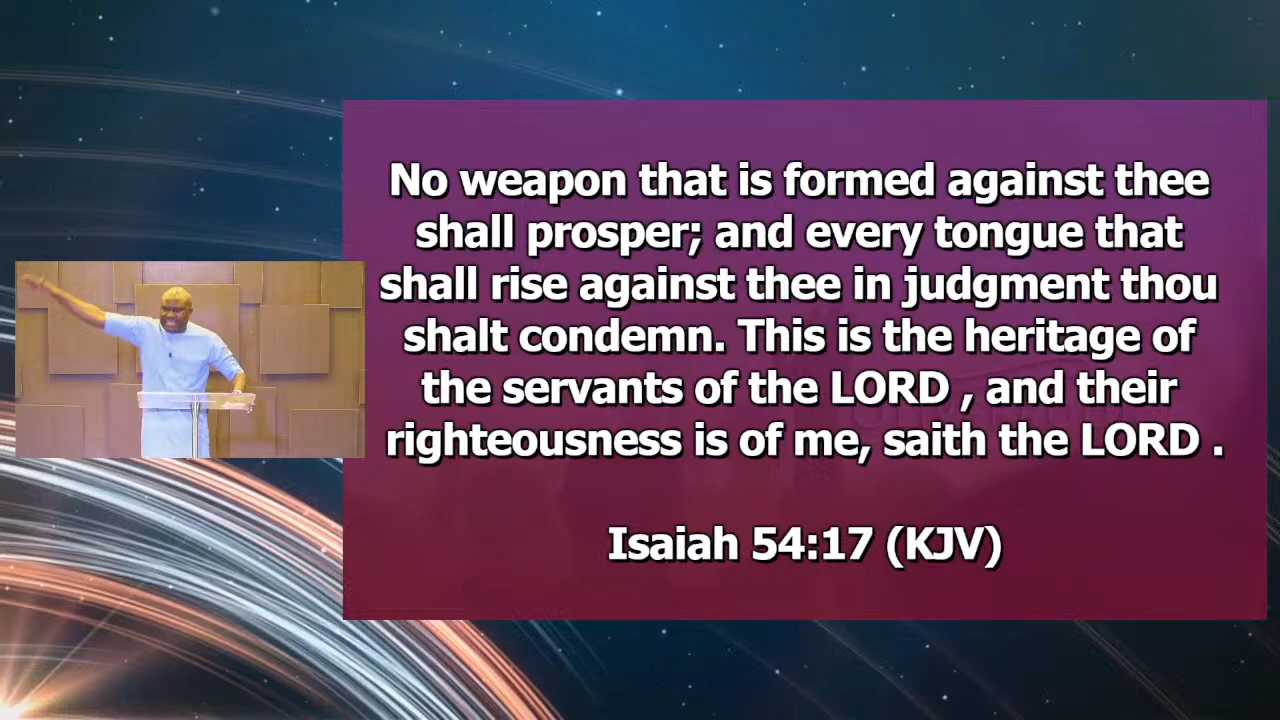 No weapon that is formed against thee
shall prosper; and every tongue that
shall rise against thee in judgment thou
shalt condemn. This is the heritage of
the servants of the LORD , and their
righteousness is of me, saith the LORD .
Isaiah 54:17 (KJV)